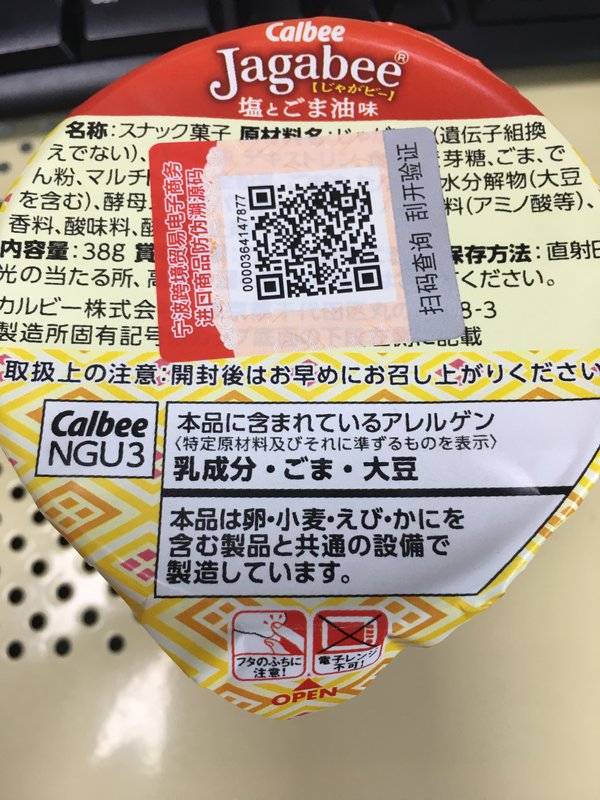 Calbee
Jagabee®
【じゃがビー】
塩とごま油味
名称:スナック菓子 原材料名: (遺伝子組換
えでない)、 麦芽糖、ごま、で
ん粉、マルト 水分解物(大豆
を含む)、酵母 料(アミノ酸等)、
香料、酸味料、
内容量:38g 賞 保存方法:直射日
光の当たる所、高 ください。
カルビー株式会 8-3
製造所固有記号 に記載
宁波跨境贸易电子商务
进口商品防伪溯源码
0000364147877
扫码查询 刮开验证
取扱上の注意:開封後はお早めにお召し上がりください
Calbee
NGU3
本品に含まれているアレルゲン
〈特定原材料及びそれに準ずるものを表示〉
乳成分・ごま・大豆
本品は卵・小麦・えび・かにを
含む製品と共通の設備で
製造しています。
フタのふちに
注意!
電子レンジ
不可!
OPEN